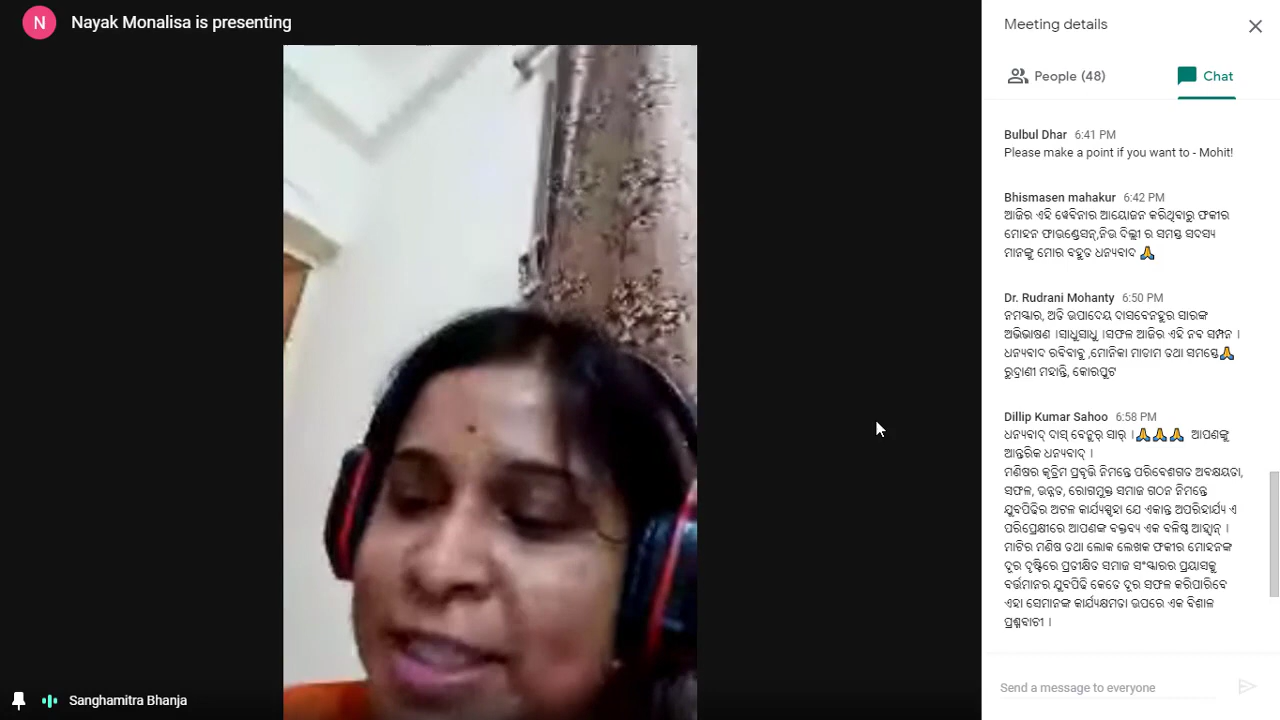 N Nayak Monalisa is presenting
Meeting details
People (48)
Chat
Bulbul Dhar 6:41 PM
Please make a point if you want to - Mohit!
Bhismasen mahakur 6:42 PM
ଆଜିର ଏହି ୱେବିନାର ଆୟୋଜନ କରିଥିବାରୁ ଫକୀର
ମୋହନ ଫାଉଣ୍ଡେସନ୍,ନିଉ ଦିଲ୍ଲୀ ର ସମସ୍ତ ସଦସ୍ୟ
ମାନଙ୍କୁ ମୋର ବହୁତ ଧନ୍ୟବାଦ 🙏
Dr. Rudrani Mohanty 6:50 PM
ନମସ୍କାର, ଅତି ଉପାଦେୟ ଦାସବେନହୁର ସାରଙ୍କ
ଅଭିଭାଷଣ ।ସାଧୁସାଧୁ ।ସଫଳ ଆଜିର ଏହି ନବ ସମ୍ପନ ।
ଧନ୍ୟବାଦ ରବିବାବୁ ,ମୋନିକା ମାଡାମ ତଥା ସମସ୍ତେ🙏
ରୁଦ୍ରାଣୀ ମହାନ୍ତି, କୋରପୁଟ
Dillip Kumar Sahoo 6:58 PM
ଧନ୍ୟବାଦ୍ ଦାସ୍ ବେନ୍ହୁର୍ ସାର୍ ।🙏🙏🙏 ଆପଣଙ୍କୁ
ଆନ୍ତରିକ ଧନ୍ୟବାଦ୍ ।
ମଣିଷର କୃତ୍ରିମ ପ୍ରବୃତ୍ତି ନିମନ୍ତେ ପରିବେଶଗତ ଅବକ୍ଷୟତା,
ସଫଳ, ଉନ୍ନତ, ରୋଗମୁକ୍ତ ସମାଜ ଗଠନ ନିମନ୍ତେ
ଯୁବପିଢିର ଅଟଳ କାର୍ଯ୍ୟସ୍ପୃହା ଯେ ଏକାନ୍ତ ଅପରିହାର୍ଯ୍ୟ ଏ
ପରିପ୍ରେକ୍ଷୀରେ ଆପଣଙ୍କ ବକ୍ତବ୍ୟ ଏକ ବଳିଷ୍ଠ ଆହ୍ୱାନ୍ ।
ମାଟିର ମଣିଷ ତଥା ଲୋକ ଲେଖକ ଫକୀର ମୋହନଙ୍କ
ଦୂର ଦୃଷ୍ଟିରେ ପ୍ରତୀକ୍ଷିତ ସମାଜ ସଂସ୍କାରର ପ୍ରୟାସକୁ
ବର୍ତ୍ତମାନର ଯୁବପିଢି କେତେ ଦୂର ସଫଳ କରିପାରିବେ
ଏହା ସେମାନଙ୍କ କାର୍ଯ୍ୟକ୍ଷମତା ଉପରେ ଏକ ବିଶାଳ
ପ୍ରଶ୍ନବାଚୀ ।
Send a message to everyone
Sanghamitra Bhanja